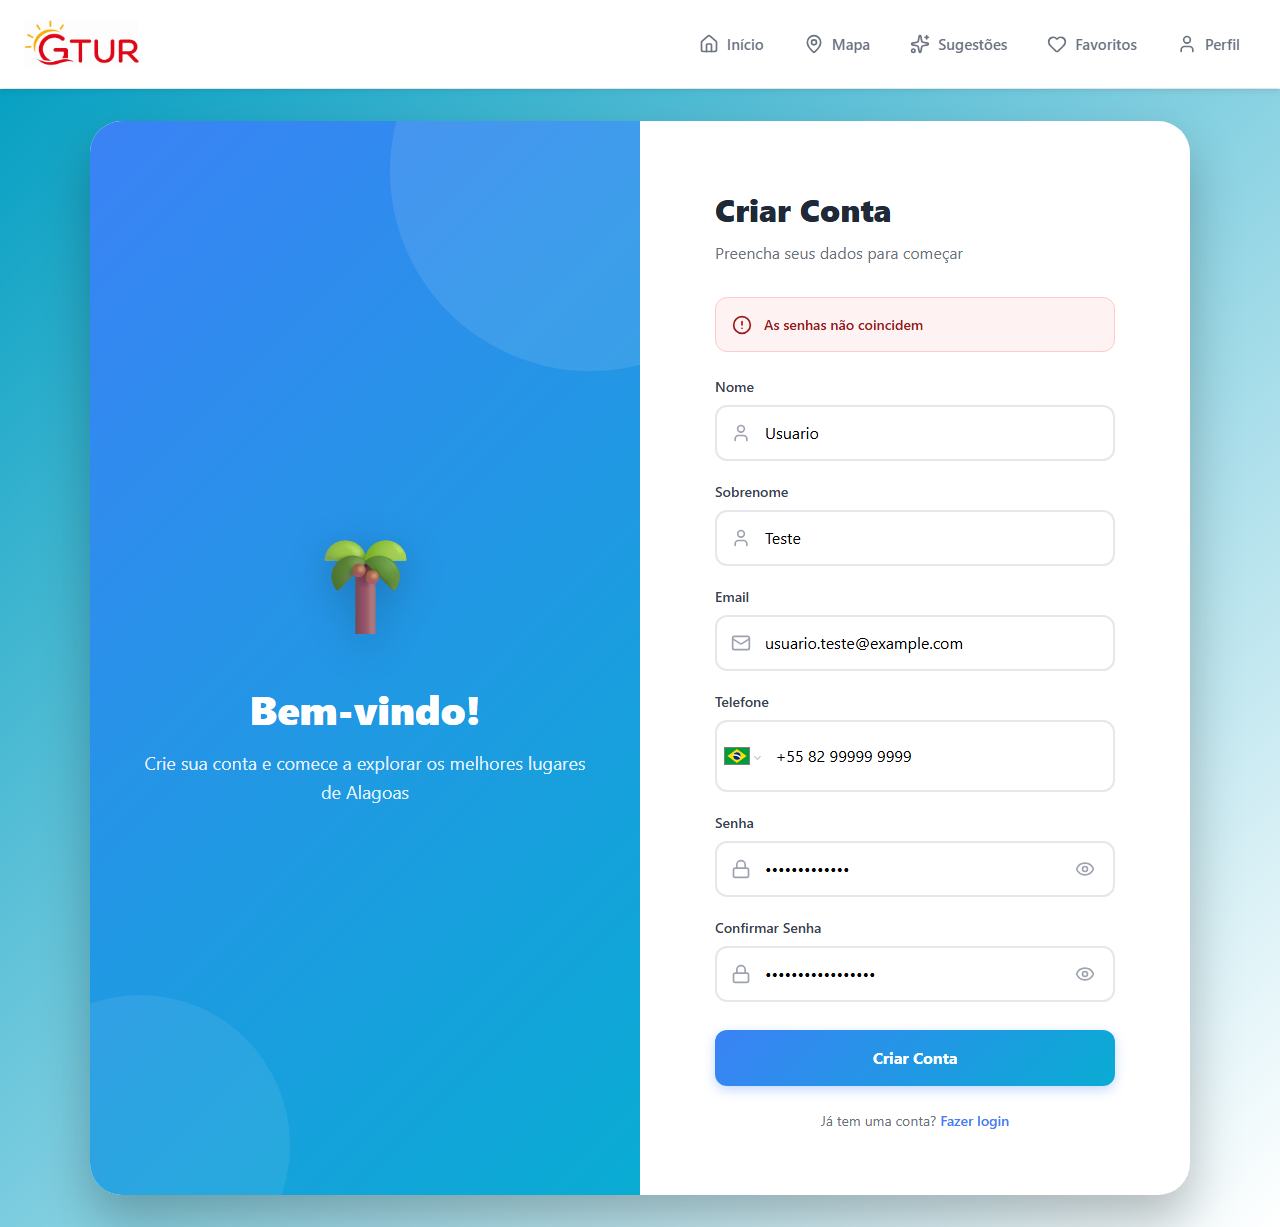 GTUR
Início
Mapa
Sugestões
Favoritos
Perfil
Bem-vindo!
Crie sua conta e comece a explorar os melhores lugares
de Alagoas
Criar Conta
Preencha seus dados para começar
As senhas não coincidem
Nome
Usuario
Sobrenome
Teste
Email
usuario.teste@example.com
Telefone
+55 82 99999 9999
Senha
•••••••••••••
Confirmar Senha
•••••••••••••••••
Criar Conta
Já tem uma conta? Fazer login